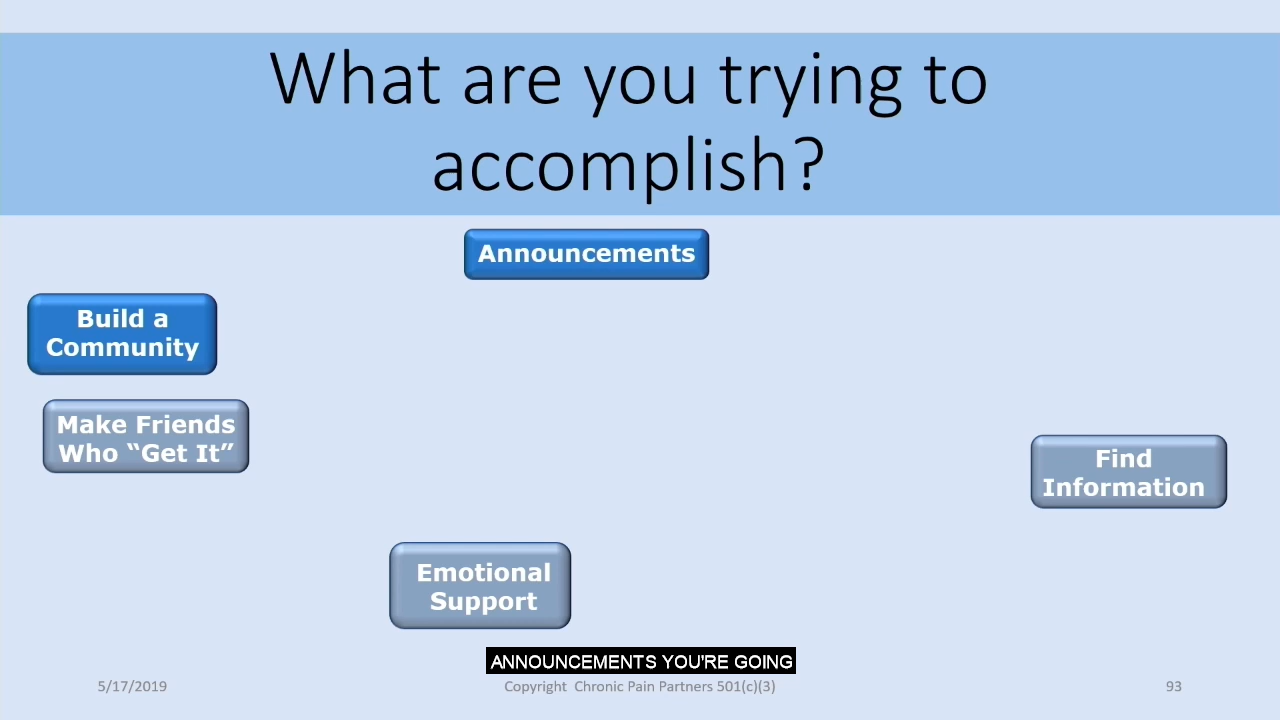 What are you trying to
accomplish?
Announcements
Build a
Community
Make Friends
Who “Get It”
Find
Information
Emotional
Support
ANNOUNCEMENTS YOU'RE GOING
5/17/2019
Copyright Chronic Pain Partners 501(c)(3)
93